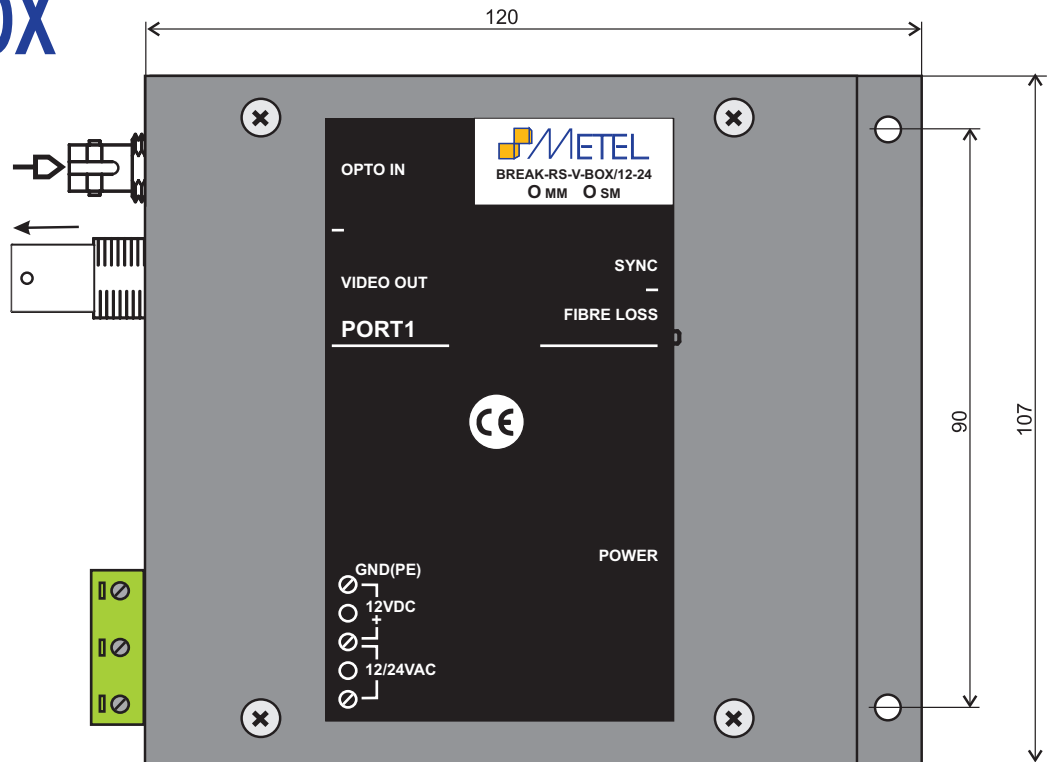 OX
120
OPTO IN
METEL
BREAK-RS-V-BOX/12-24
O MM O SM
SYNC
VIDEO OUT
FIBRE LOSS
PORT1
CE
90
107
POWER
GND(PE)
12VDC
+
12/24VAC